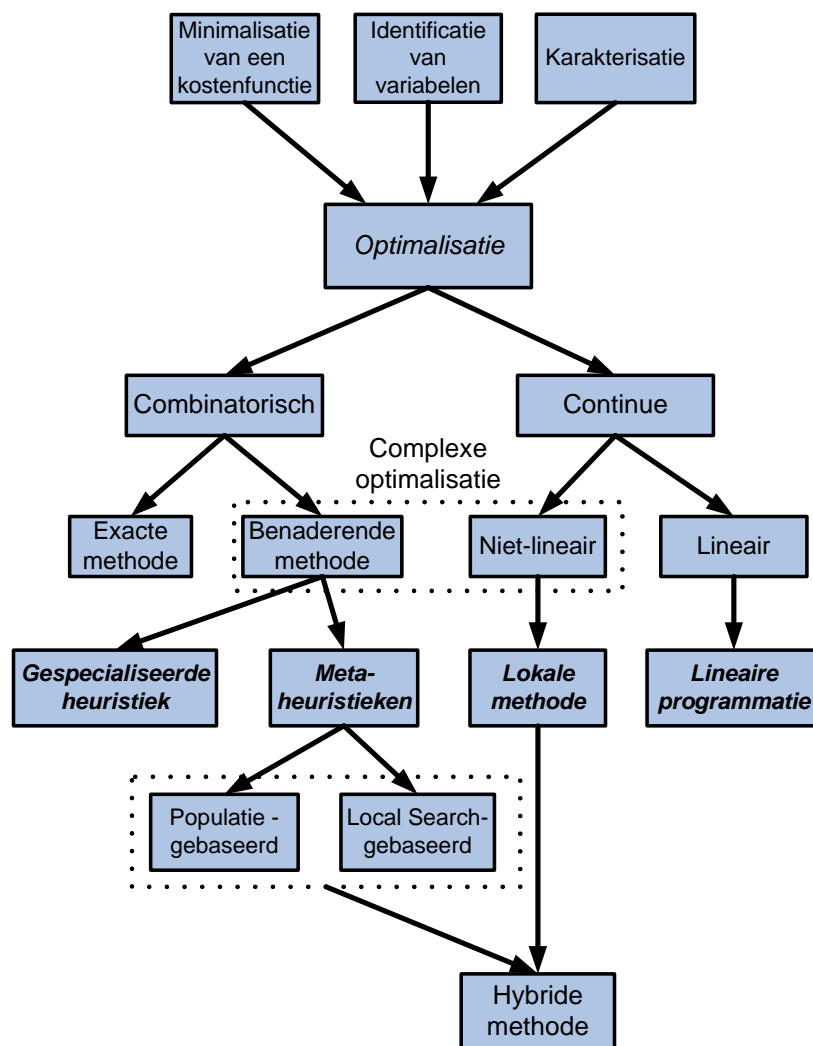 Minimalisatie
van een
kostenfunctie
Identificatie
van
variabelen
Karakterisatie
Optimalisatie
Combinatorisch
Continue
Complexe
optimalisatie
Exacte
methode
Benaderende
methode
Niet-lineair
Lineair
Gespecialiseerde
heuristiek
Meta-
heuristieken
Lokale
methode
Lineaire
programmatie
Populatie -
gebaseerd
Local Search-
gebaseerd
Hybride
methode